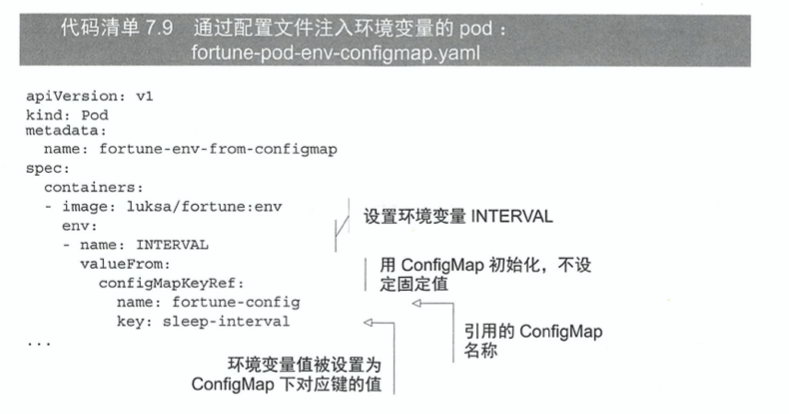 代码清单 7.9 通过配置文件注入环境变量的 pod：
fortune-pod-env-configmap.yaml
apiVersion: v1
kind: Pod
metadata:
  name: fortune-env-from-configmap
spec:
  containers:
  - image: luksa/fortune:env
    env:
    - name: INTERVAL
      valueFrom:
        configMapKeyRef:
          name: fortune-config
          key: sleep-interval
...
设置环境变量 INTERVAL
用 ConfigMap 初始化，不设
定固定值
引用的 ConfigMap
名称
环境变量值被设置为
ConfigMap 下对应键的值